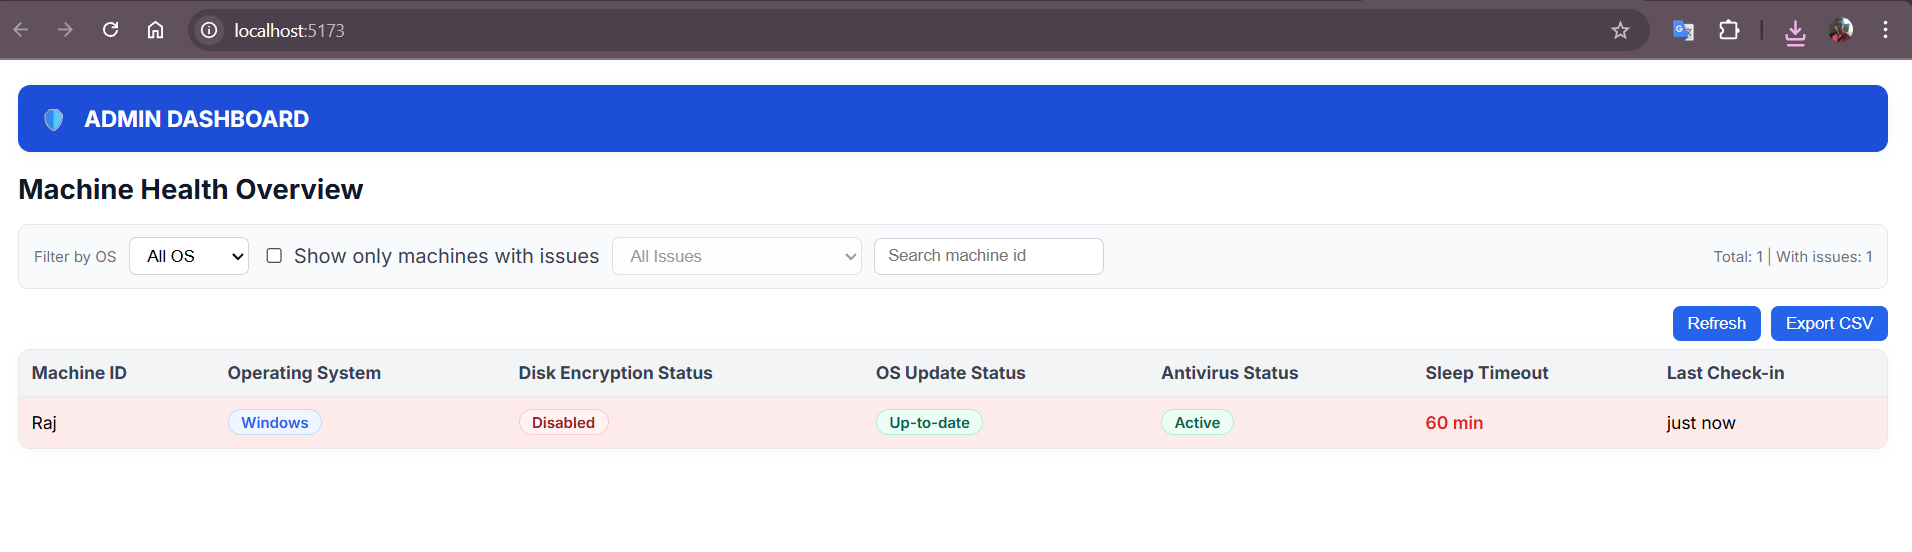 localhost:5173
ADMIN DASHBOARD
Machine Health Overview
Filter by OS All OS Show only machines with issues All Issues Search machine id Total: 1 | With issues: 1
Refresh Export CSV
Machine ID Operating System Disk Encryption Status OS Update Status Antivirus Status Sleep Timeout Last Check-in
Raj Windows Disabled Up-to-date Active 60 min just now